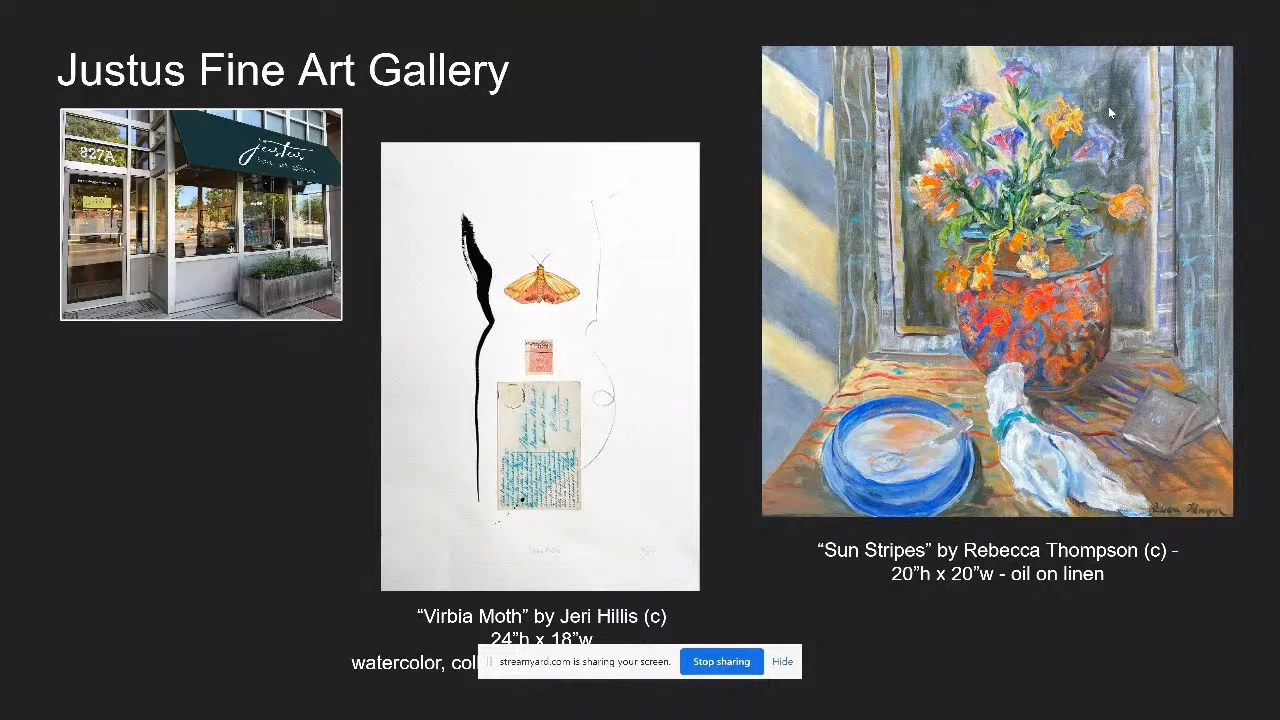 Justus Fine Art Gallery
827A
justus
“Sun Stripes” by Rebecca Thompson (c) -
20”h x 20”w - oil on linen
“Virbia Moth” by Jeri Hillis (c)
24”h x 18”w
watercolor,
streamyard.com is sharing your screen.
Stop sharing
Hide